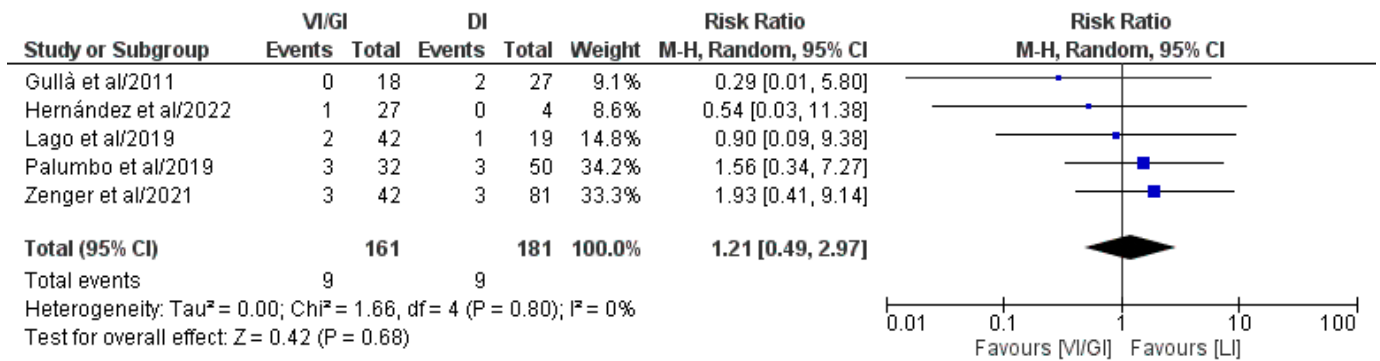 VI/GI DI Risk Ratio Risk Ratio
Study or Subgroup Events Total Events Total Weight M-H, Random, 95% CI M-H, Random, 95% CI
Gullà et al/2011 0 18 2 27 9.1% 0.29 [0.01, 5.80]
Hernández et al/2022 1 27 0 4 8.6% 0.54 [0.03, 11.38]
Lago et al/2019 2 42 1 19 14.8% 0.90 [0.09, 9.38]
Palumbo et al/2019 3 32 3 50 34.2% 1.56 [0.34, 7.27]
Zenger et al/2021 3 42 3 81 33.3% 1.93 [0.41, 9.14]
Total (95% CI) 161 181 100.0% 1.21 [0.49, 2.97]
Total events 9 9
Heterogeneity: Tau² = 0.00; Chi² = 1.66, df = 4 (P = 0.80); I² = 0%
Test for overall effect: Z = 0.42 (P = 0.68)
0.01 0.1 1 10 100
Favours [VI/GI] Favours [LI]